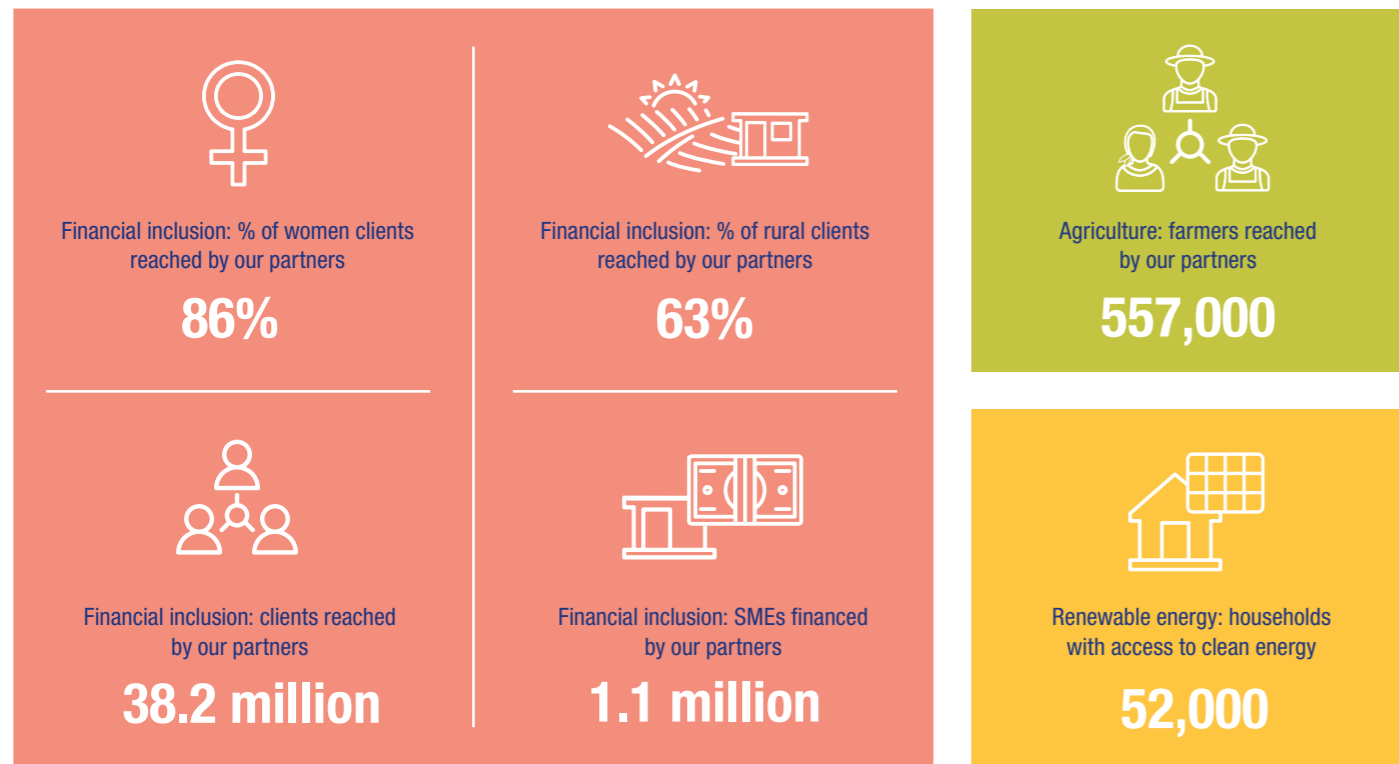 Financial inclusion: % of women clients
reached by our partners
86%
Financial inclusion: % of rural clients
reached by our partners
63%
Financial inclusion: clients reached
by our partners
38.2 million
Financial inclusion: SMEs financed
by our partners
1.1 million
Agriculture: farmers reached
by our partners
557,000
Renewable energy: households
with access to clean energy
52,000